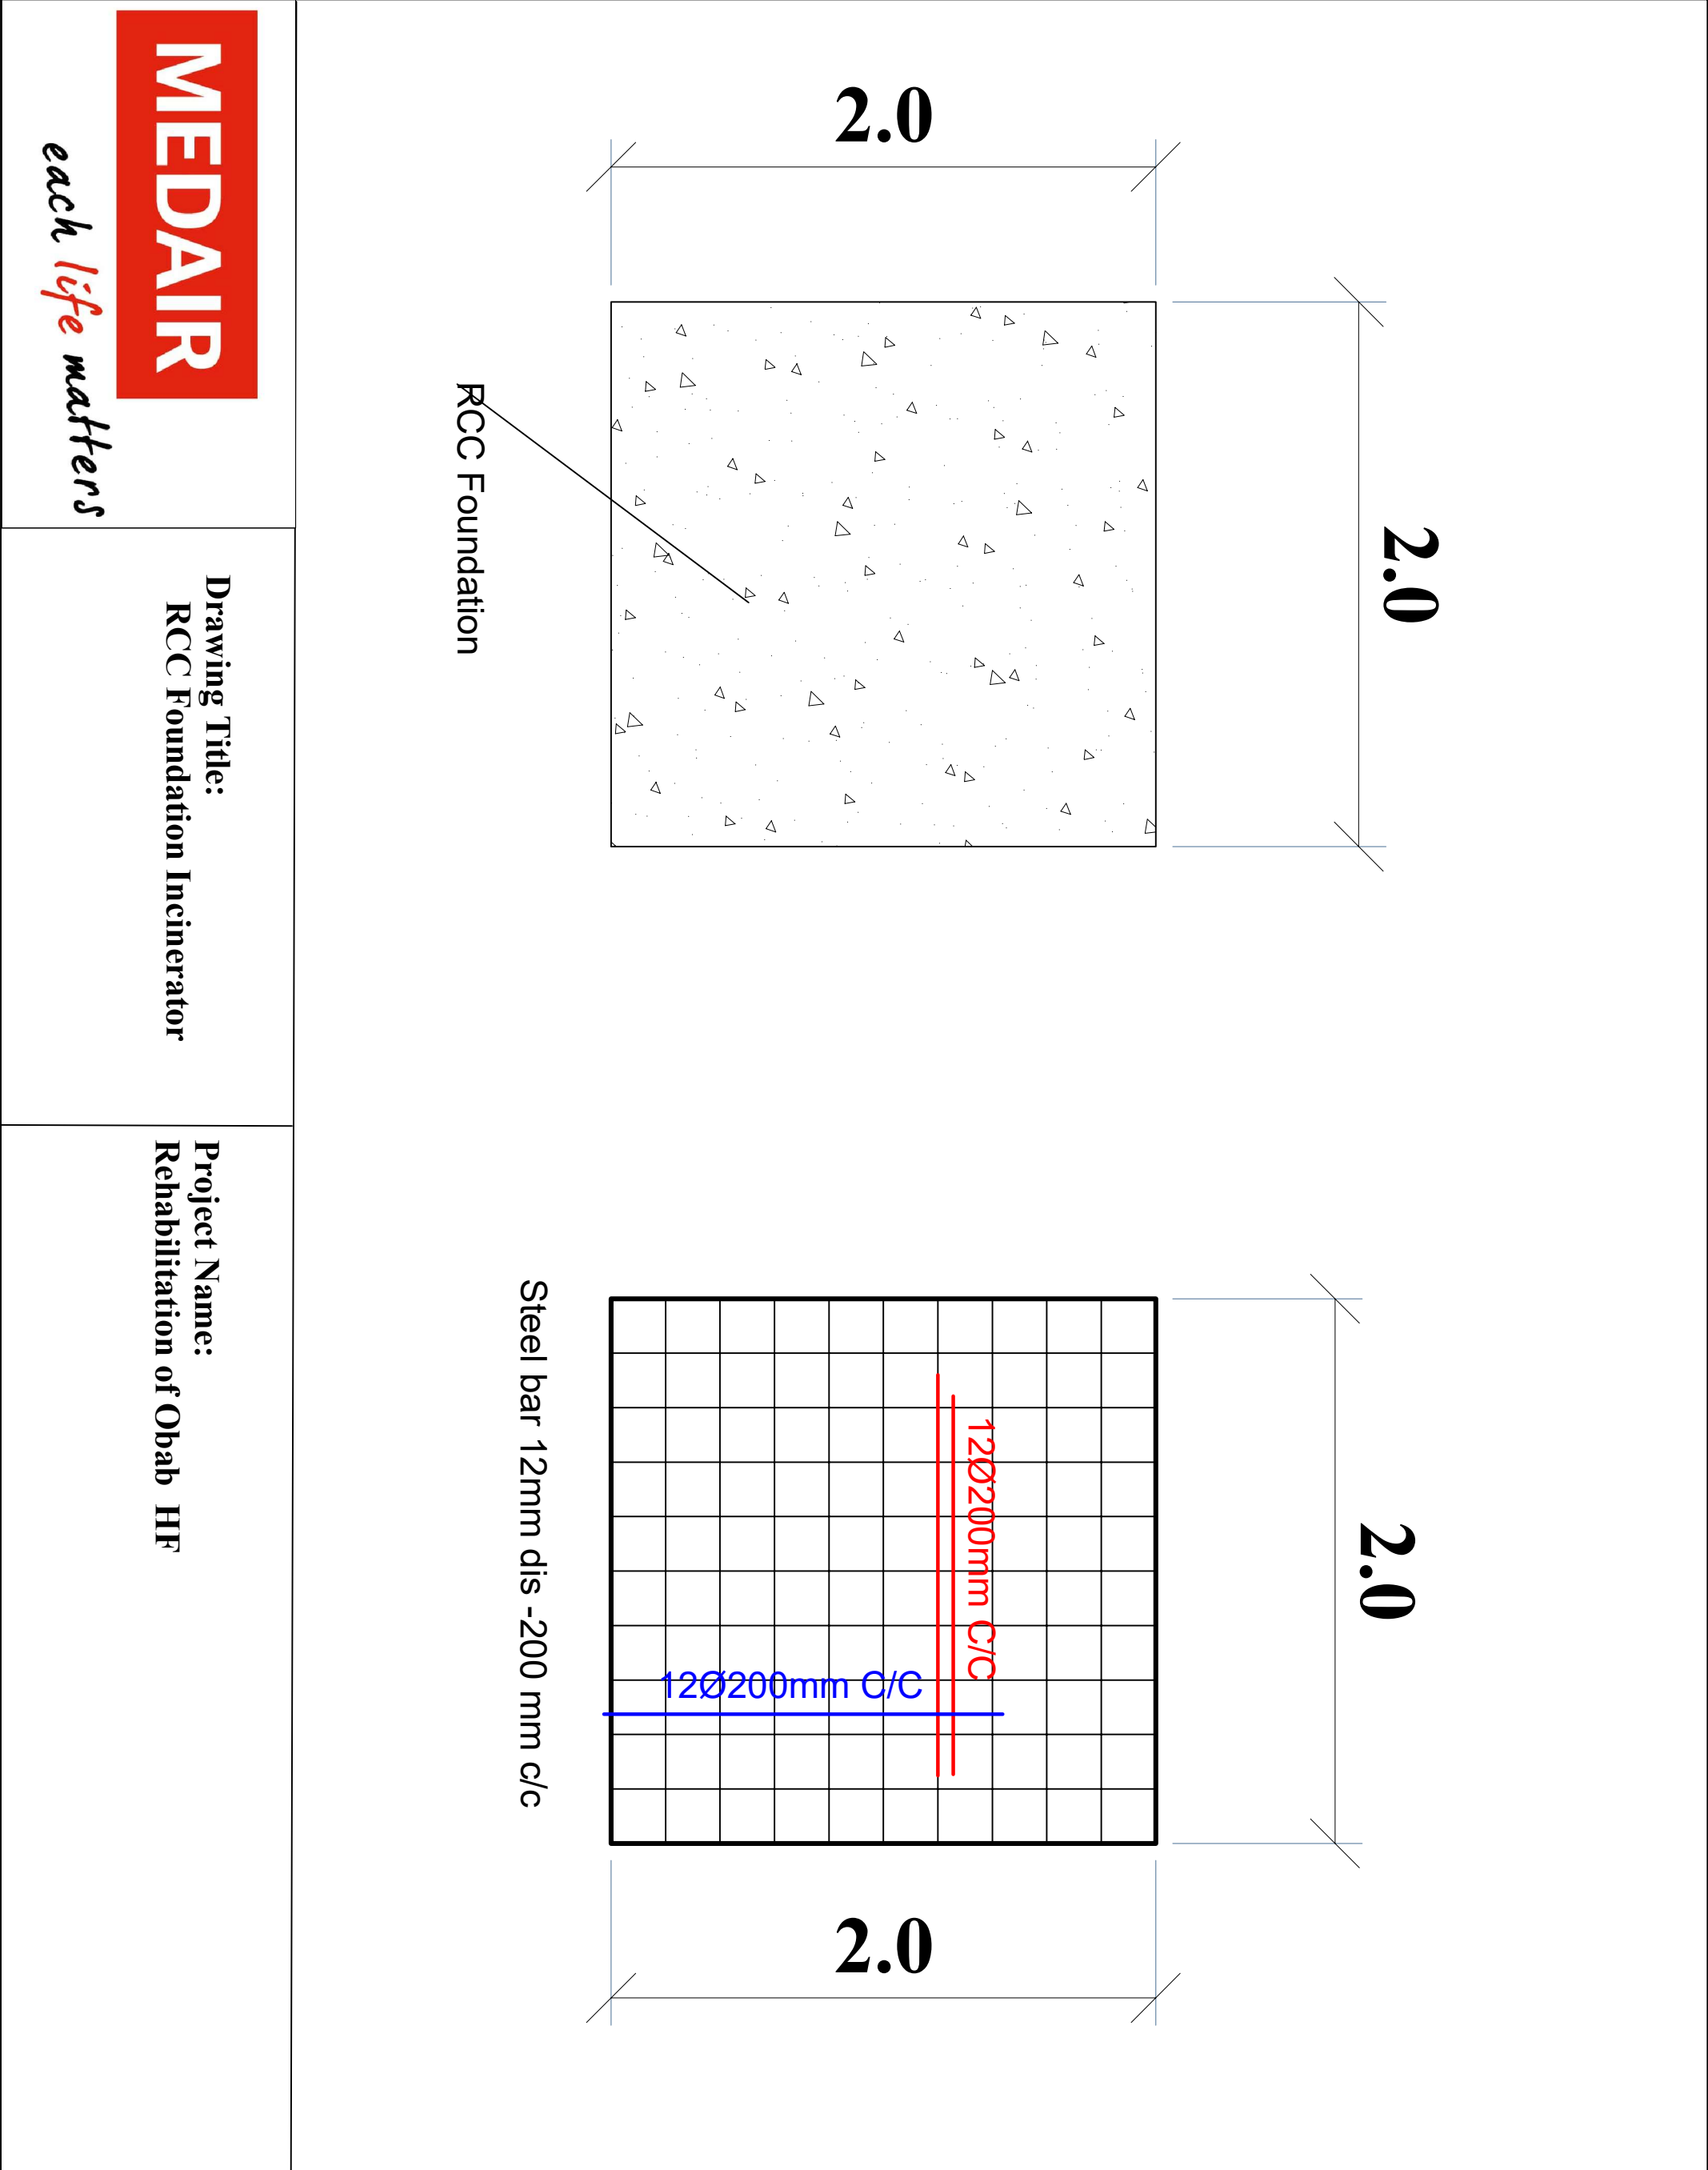 2.0
2.0
RCC Foundation
2.0
2.0
12Ø200mm C/C
12Ø200mm C/C
Steel bar 12mm dis -200 mm c/c
MEDAIR
each life matters
Drawing Title:
RCC Foundation Incinerator
Project Name:
Rehabilitation of Obab HF